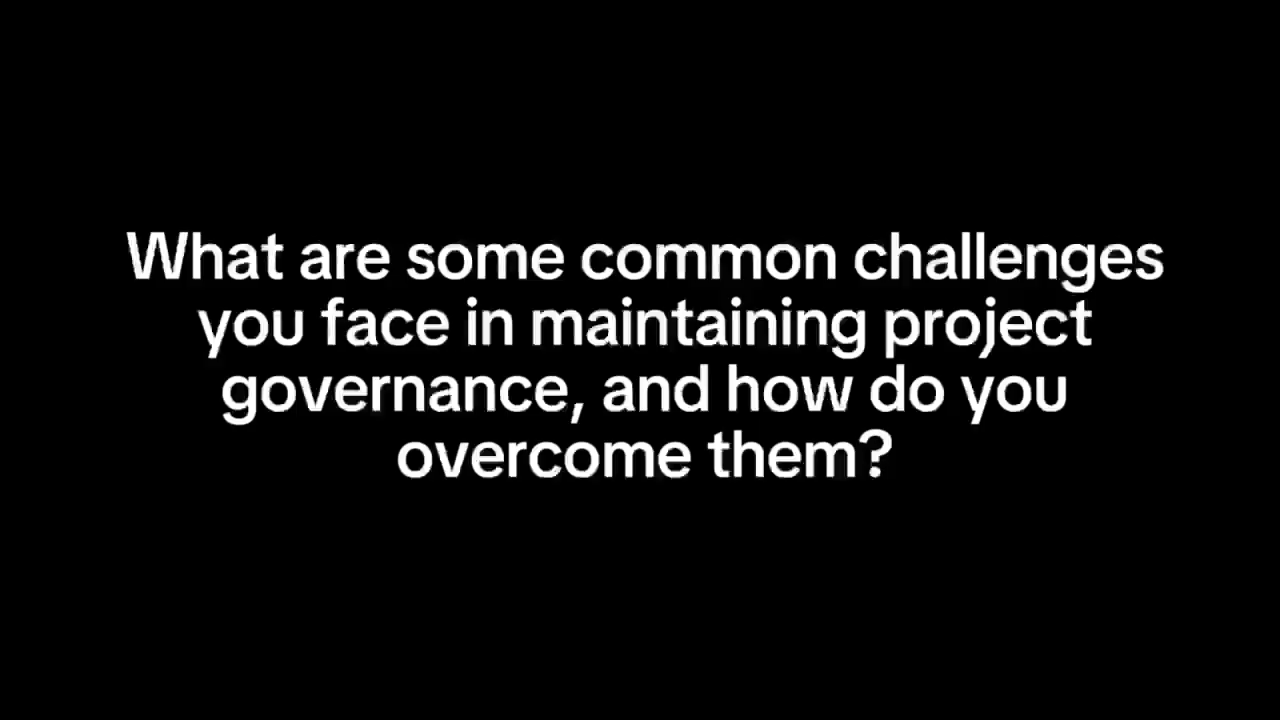 What are some common challenges
you face in maintaining project
governance, and how do you
overcome them?